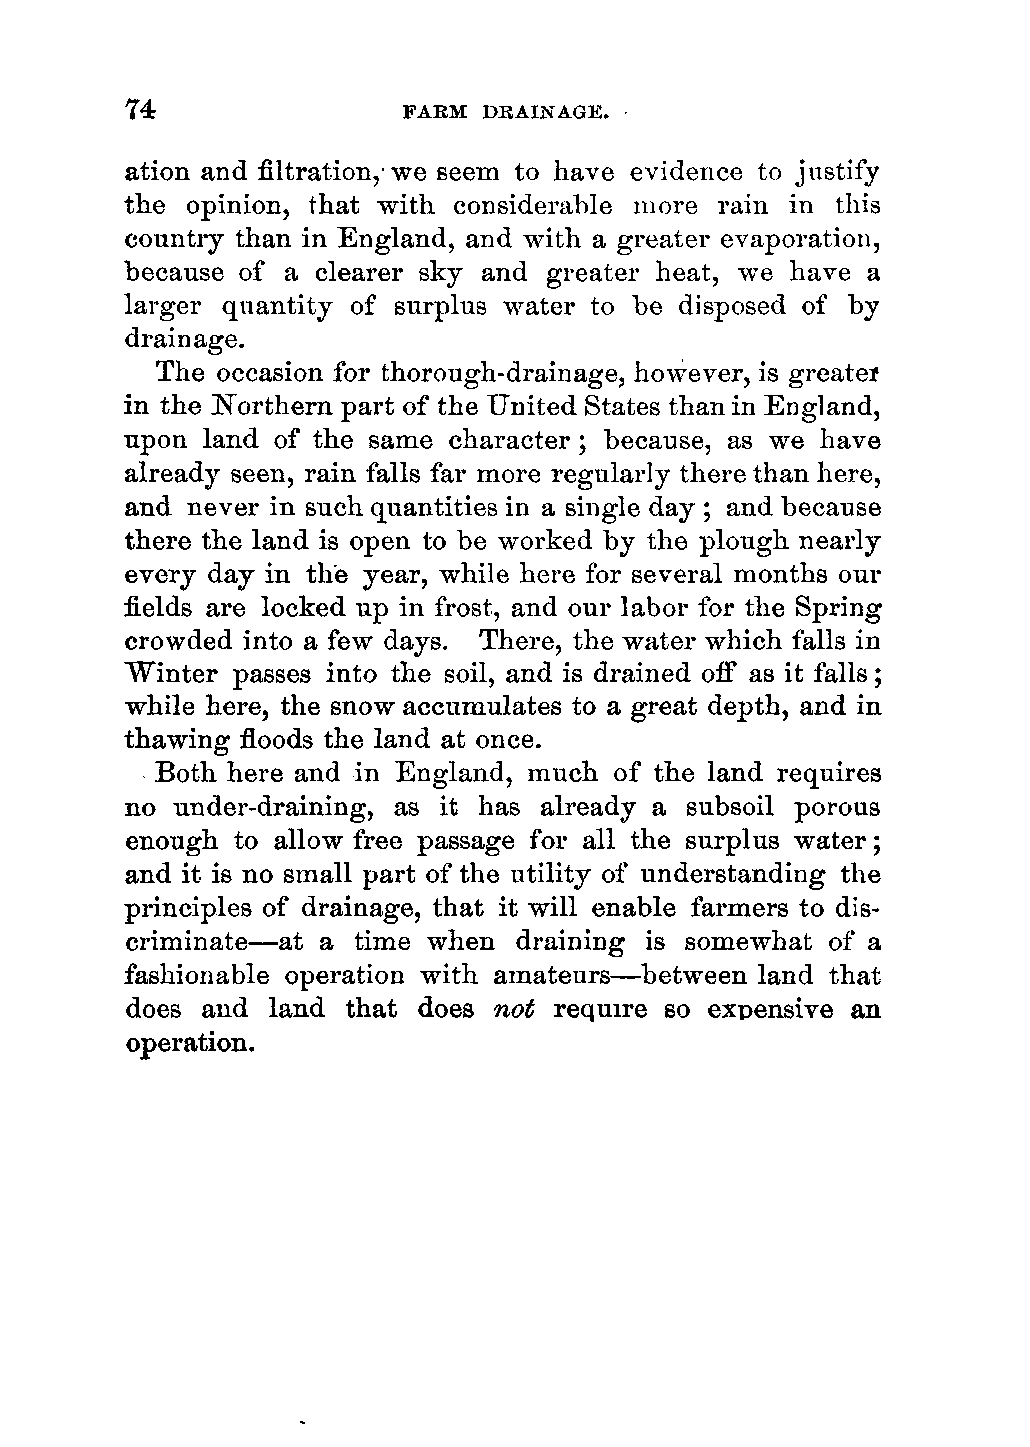 74 FARM DRAINAGE.
ation and filtration, we seem to have evidence to justify
the opinion, that with considerable more rain in this
country than in England, and with a greater evaporation,
because of a clearer sky and greater heat, we have a
larger quantity of surplus water to be disposed of by
drainage.
The occasion for thorough-drainage, however, is greater
in the Northern part of the United States than in England,
upon land of the same character; because, as we have
already seen, rain falls far more regularly there than here,
and never in such quantities in a single day; and because
there the land is open to be worked by the plough nearly
every day in the year, while here for several months our
fields are locked up in frost, and our labor for the Spring
crowded into a few days. There, the water which falls in
Winter passes into the soil, and is drained off as it falls;
while here, the snow accumulates to a great depth, and in
thawing floods the land at once.
Both here and in England, much of the land requires
no under-draining, as it has already a subsoil porous
enough to allow free passage for all the surplus water;
and it is no small part of the utility of understanding the
principles of drainage, that it will enable farmers to dis-
criminate—at a time when draining is somewhat of a
fashionable operation with amateurs—between land that
does and land that does not require so expensive an
operation.